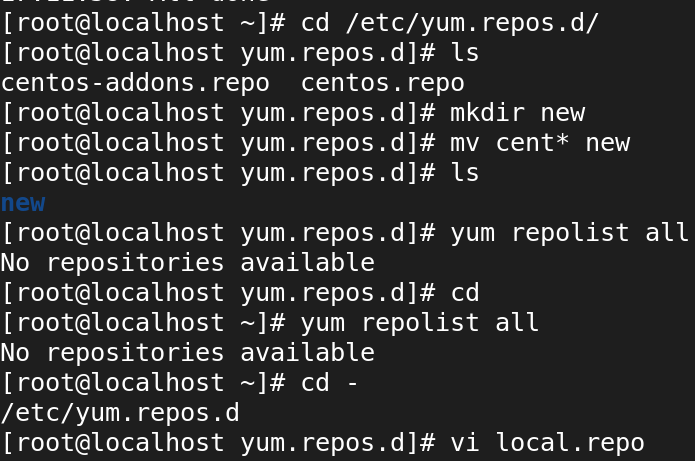 [root@localhost ~]# cd /etc/yum.repos.d/
[root@localhost yum.repos.d]# ls
centos-addons.repo  centos.repo
[root@localhost yum.repos.d]# mkdir new
[root@localhost yum.repos.d]# mv cent* new
[root@localhost yum.repos.d]# ls
new
[root@localhost yum.repos.d]# yum repolist all
No repositories available
[root@localhost yum.repos.d]# cd
[root@localhost ~]# yum repolist all
No repositories available
[root@localhost ~]# cd -
/etc/yum.repos.d
[root@localhost yum.repos.d]# vi local.repo